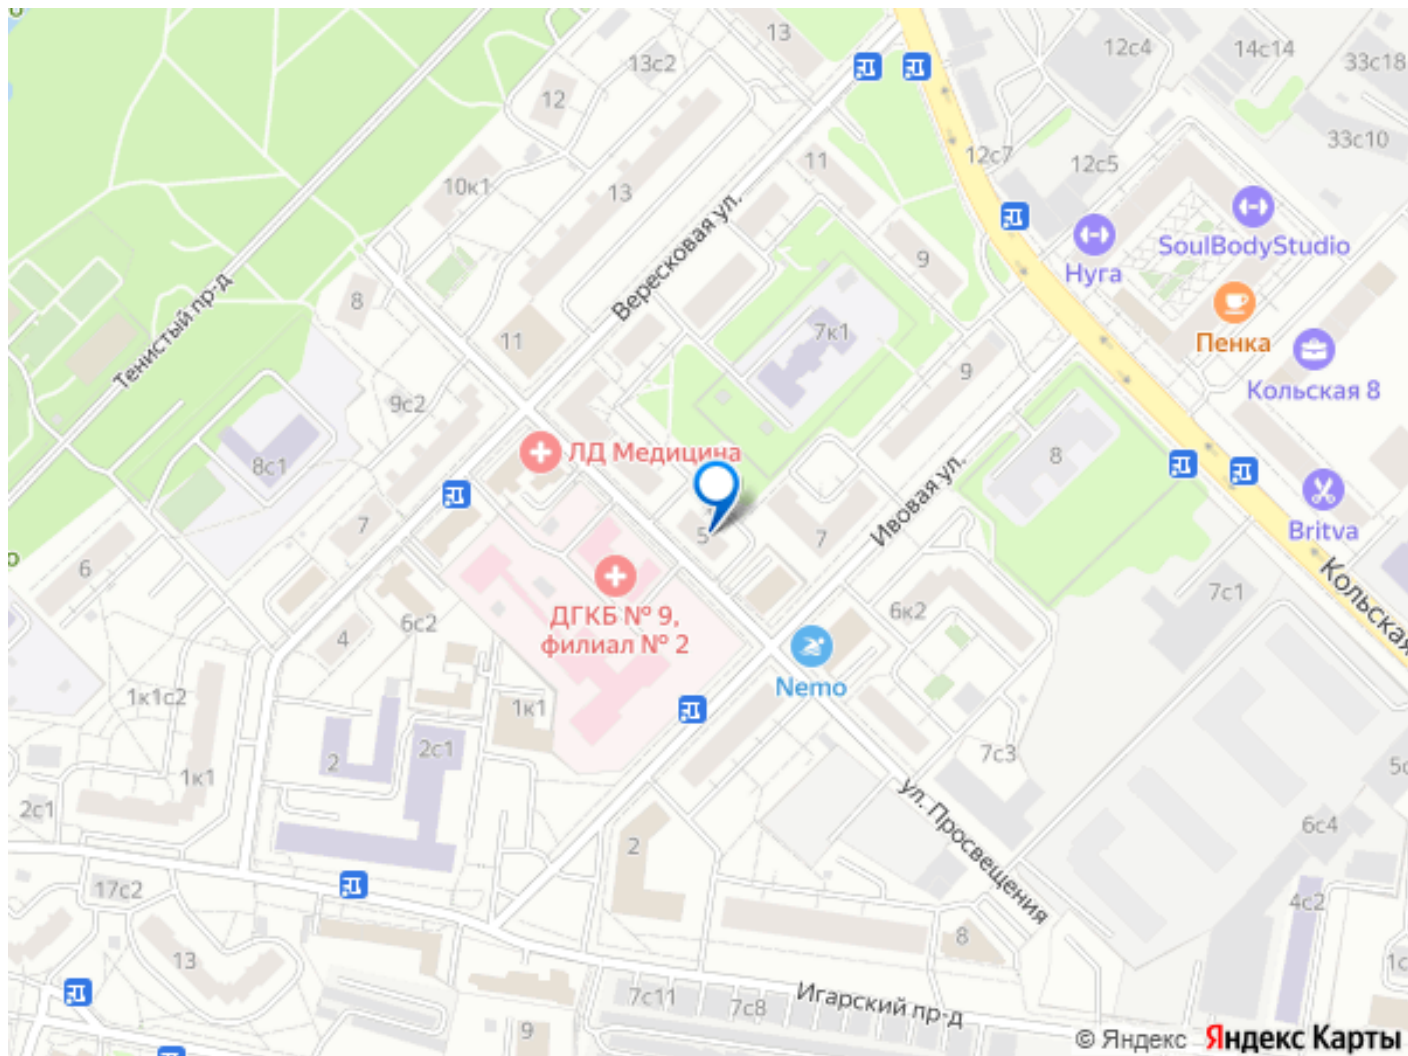 13
12с4
14с14
33с18
13с2
12
33с10
12с7
12с5
11
10к1
13
Вересковая ул.
SoulBodyStudio
9
Нуга
Тенистый пр-д
8
7к1
11
Пенка
9
Кольская 8
9с2
ЛД Медицина
8с1
8
Ивовая ул.
7
5
7
Britva
6
ДГКБ № 9,
филиал № 2
7с1
Кольская
6к2
6с2
4
Nemo
1к1с2
1к1
2с1
7с3
2
1к1
5с
2с1
ул. Просвещения
6с4
2
17с2
4с2
8
13
1с
7с11
7с8
Игарский пр-д
9
© Яндекс Яндекс Карты